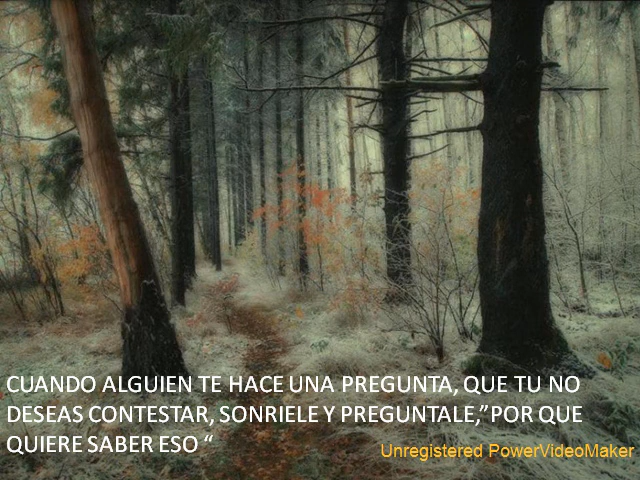 CUANDO ALGUIEN TE HACE UNA PREGUNTA, QUE TU NO
DESEAS CONTESTAR, SONRIELE Y PREGUNTALE,”POR QUE
QUIERE SABER ESO “
Unregistered PowerVideoMaker